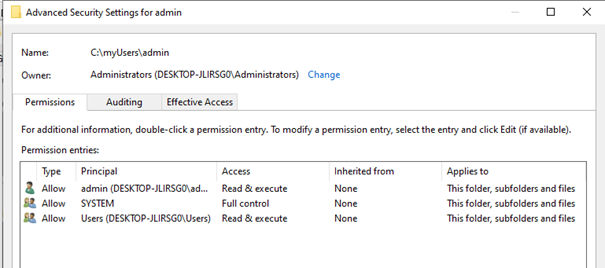 Advanced Security Settings for admin
Name: C:\myUsers\admin
Owner: Administrators (DESKTOP-JLIRSG0\Administrators) Change
Permissions Auditing Effective Access
For additional information, double-click a permission entry. To modify a permission entry, select the entry and click Edit (if available).
Permission entries:
Type Principal Access Inherited from Applies to
Allow admin (DESKTOP-JLIRSG0\ad... Read & execute None This folder, subfolders and files
Allow SYSTEM Full control None This folder, subfolders and files
Allow Users (DESKTOP-JLIRSG0\Users) Read & execute None This folder, subfolders and files